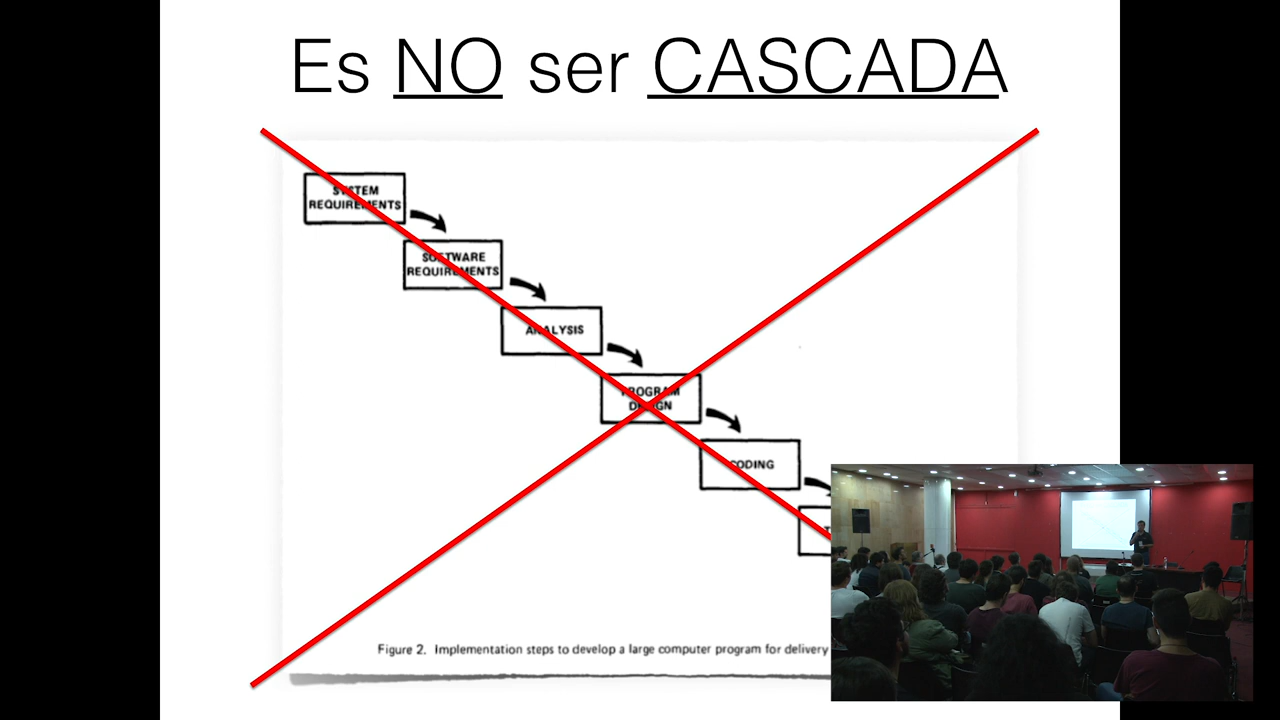 Es NO ser CASCADA
SYSTEM
REQUIREMENTS
SOFTWARE
REQUIREMENTS
ANALYSIS
PROGRAM
DESIGN
CODING
Figure 2. Implementation steps to develop a large computer program for delivery